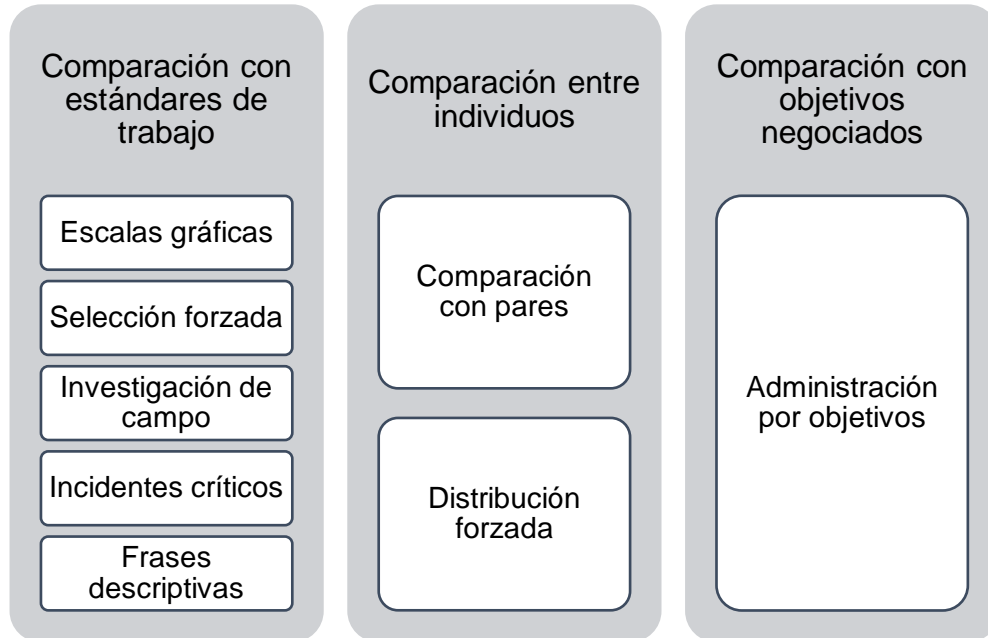 Comparación con
estándares de
trabajo
Escalas gráficas
Selección forzada
Investigación de
campo
Incidentes críticos
Frases
descriptivas
Comparación entre
individuos
Comparación
con pares
Distribución
forzada
Comparación con
objetivos
negociados
Administración
por objetivos